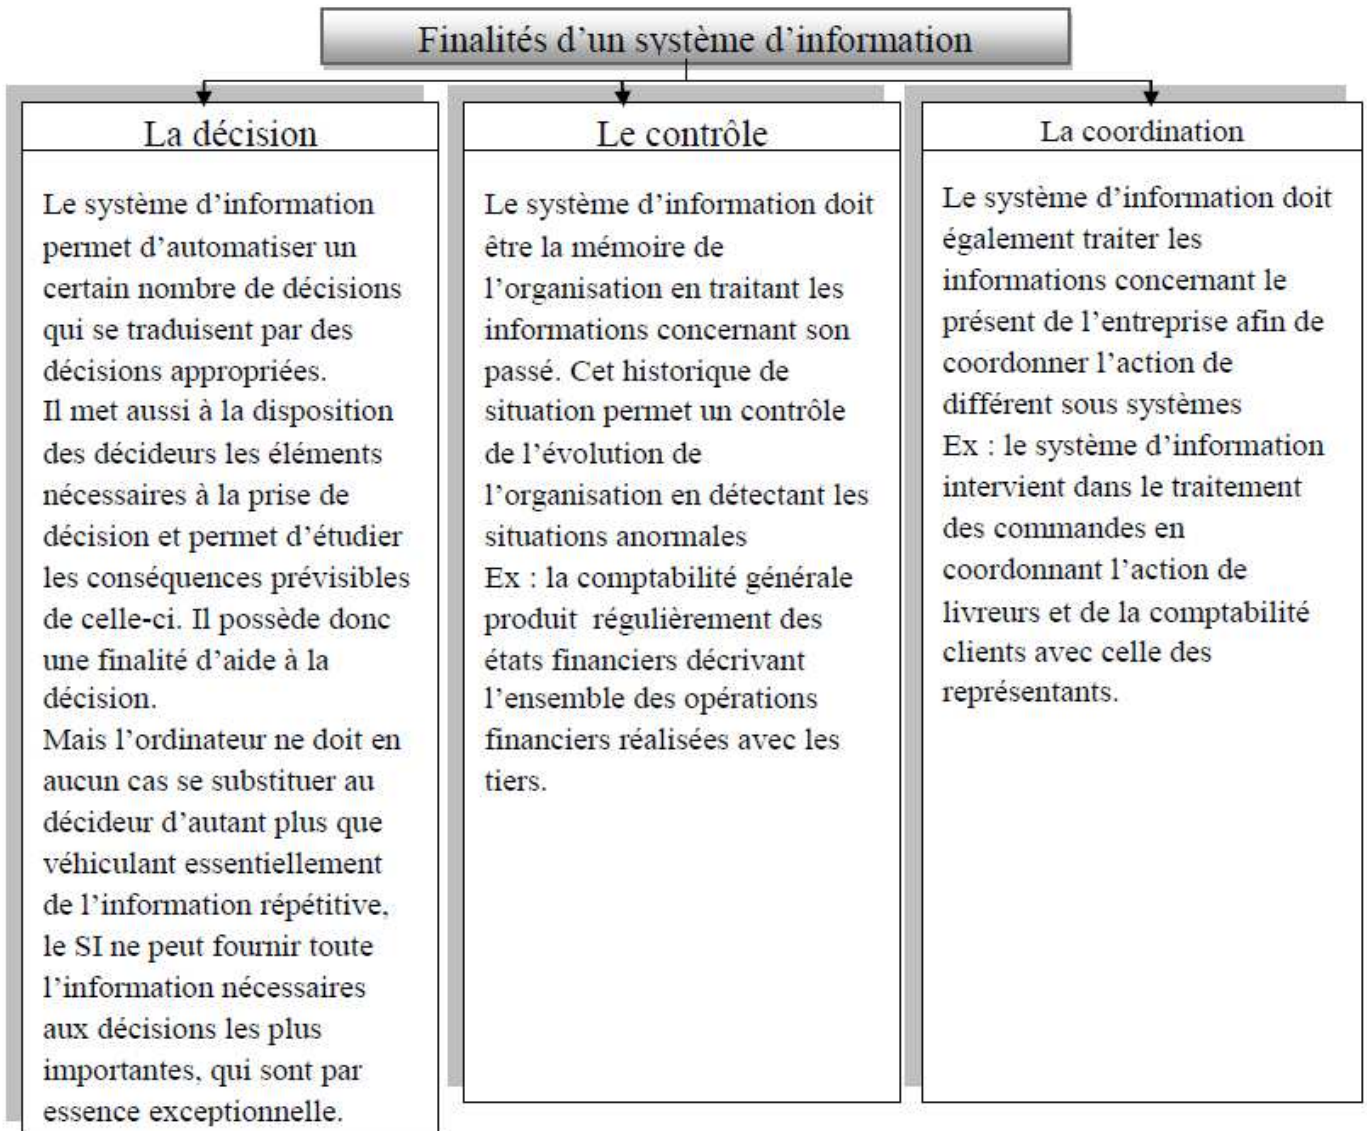 Finalités d'un système d'information
La décision
Le système d'information
permet d'automatiser un
certain nombre de décisions
qui se traduisent par des
décisions appropriées.
Il met aussi à la disposition
des décideurs les éléments
nécessaires à la prise de
décision et permet d'étudier
les conséquences prévisibles
de celle-ci. Il possède donc
une finalité d'aide à la
décision.
Mais l'ordinateur ne doit en
aucun cas se substituer au
décideur d'autant plus que
véhiculant essentiellement
de l'information répétitive,
le SI ne peut fournir toute
l'information nécessaires
aux décisions les plus
importantes, qui sont par
essence exceptionnelle.
Le contrôle
Le système d'information doit
être la mémoire de
l'organisation en traitant les
informations concernant son
passé. Cet historique de
situation permet un contrôle
de l'évolution de
l'organisation en détectant les
situations anormales
Ex : la comptabilité générale
produit régulièrement des
états financiers décrivant
l'ensemble des opérations
financiers réalisées avec les
tiers.
La coordination
Le système d'information doit
également traiter les
informations concernant le
présent de l'entreprise afin de
coordonner l'action de
différent sous systèmes
Ex : le système d'information
intervient dans le traitement
des commandes en
coordonnant l'action de
livreurs et de la comptabilité
clients avec celle des
représentants.